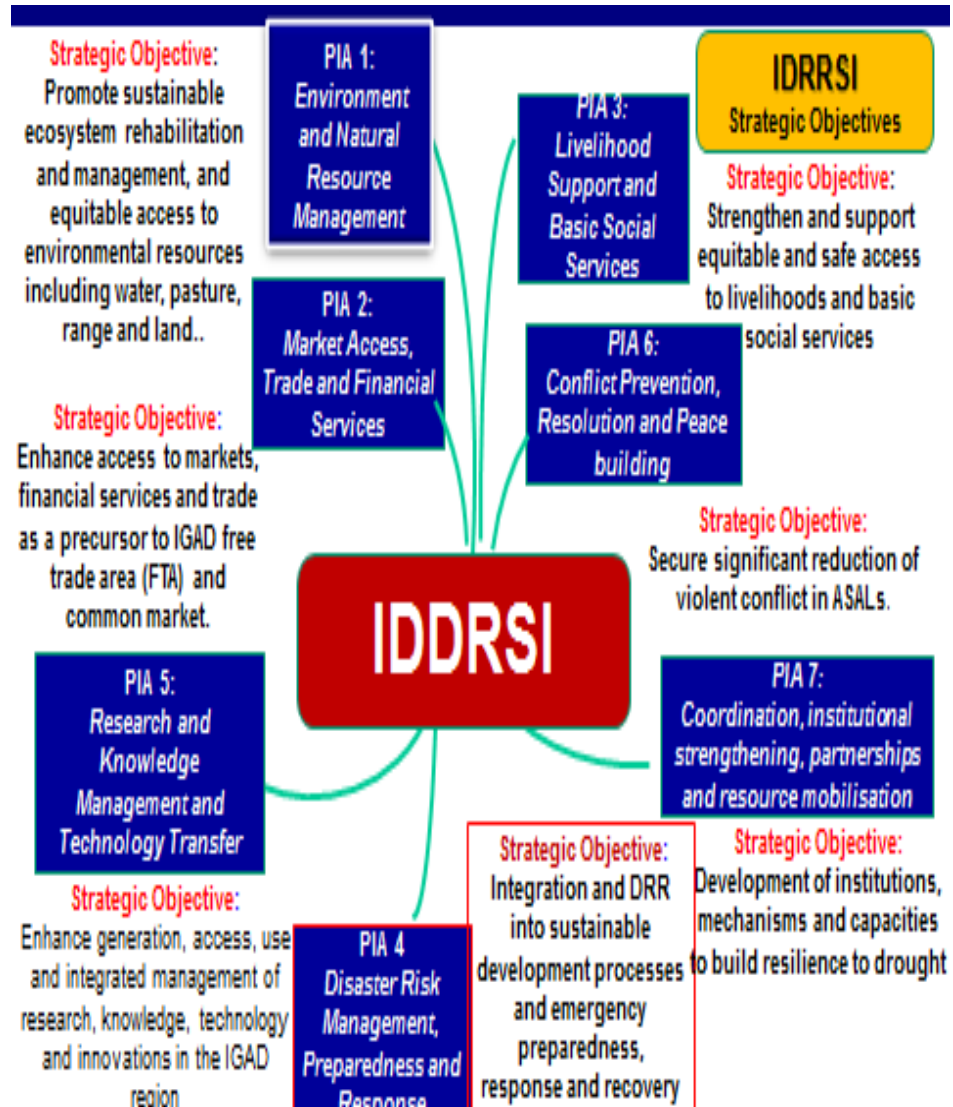 Strategic Objective:
Promote sustainable
ecosystem rehabilitation
and management, and
equitable access to
environmental resources
including water, pasture,
range and land..
PIA 1:
Environment
and Natural
Resource
Management
PIA 3:
Livelihood
Support and
Basic Social
Services
IDRRSI
Strategic Objectives
Strategic Objective:
Strengthen and support
equitable and safe access
to livelihoods and basic
social services
PIA 2:
Market Access,
Trade and Financial
Services
PIA 6:
Conflict Prevention,
Resolution and Peace
building
Strategic Objective:
Enhance access to markets,
financial services and trade
as a precursor to IGAD free
trade area (FTA) and
common market.
Strategic Objective:
Secure significant reduction of
violent conflict in ASALs.
IDDRSI
PIA 5:
Research and
Knowledge
Management and
Technology Transfer
PIA 7:
Coordination, institutional
strengthening, partnerships
and resource mobilisation
Strategic Objective:
Enhance generation, access, use
and integrated management of
research, knowledge, technology
and innovations in the IGAD
region
PIA 4
Disaster Risk
Management,
Preparedness and
Response
Strategic Objective:
Integration and DRR
into sustainable
development processes
and emergency
preparedness,
response and recovery
Strategic Objective:
Development of institutions,
mechanisms and capacities
to build resilience to drought